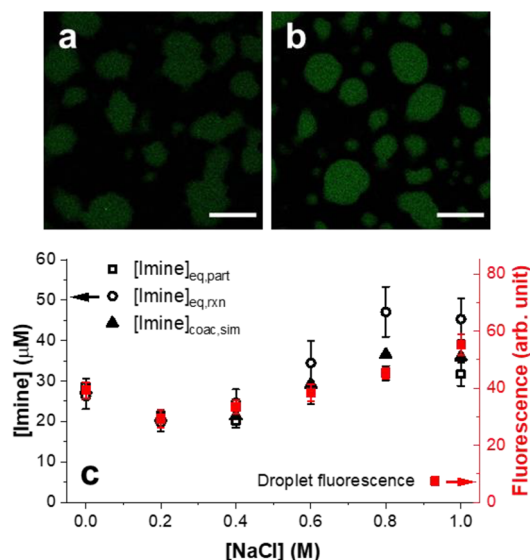 a b
60
50
40
30
20
10
0
[Imine] (μM)
[Imine]eq,part
[Imine]eq,rxn
[Imine]coac,sim
Droplet fluorescence
c
80
60
40
20
0
Fluorescence (arb. unit)
0.0 0.2 0.4 0.6 0.8 1.0
[NaCl] (M)